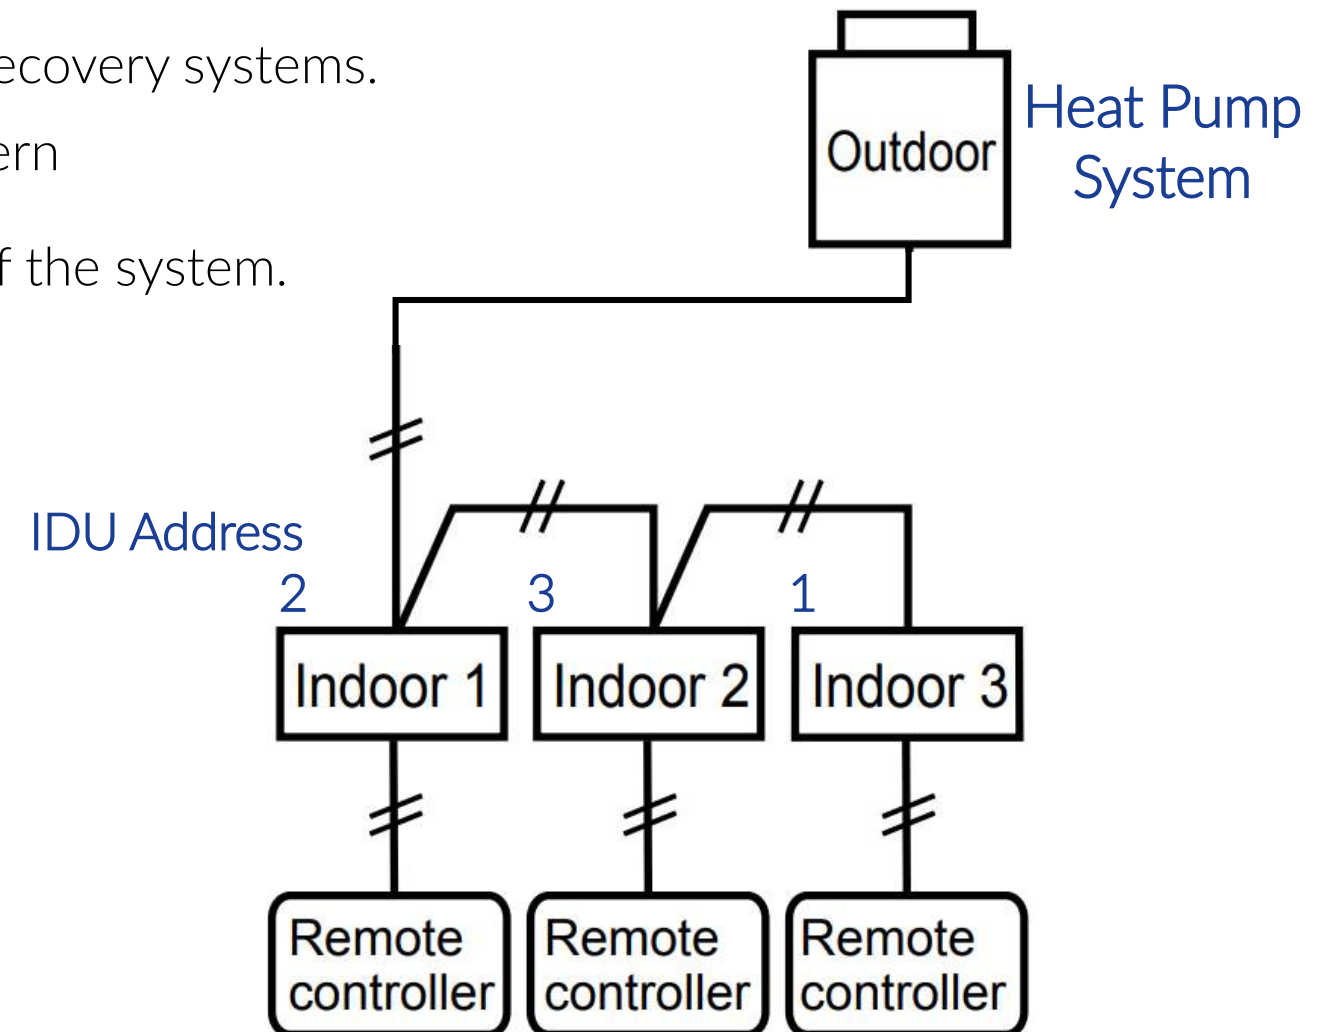 ecovery systems.
ern
f the system.
Outdoor
Heat Pump
System
IDU Address
2 3 1
Indoor 1 Indoor 2 Indoor 3
Remote controller
Remote controller
Remote controller